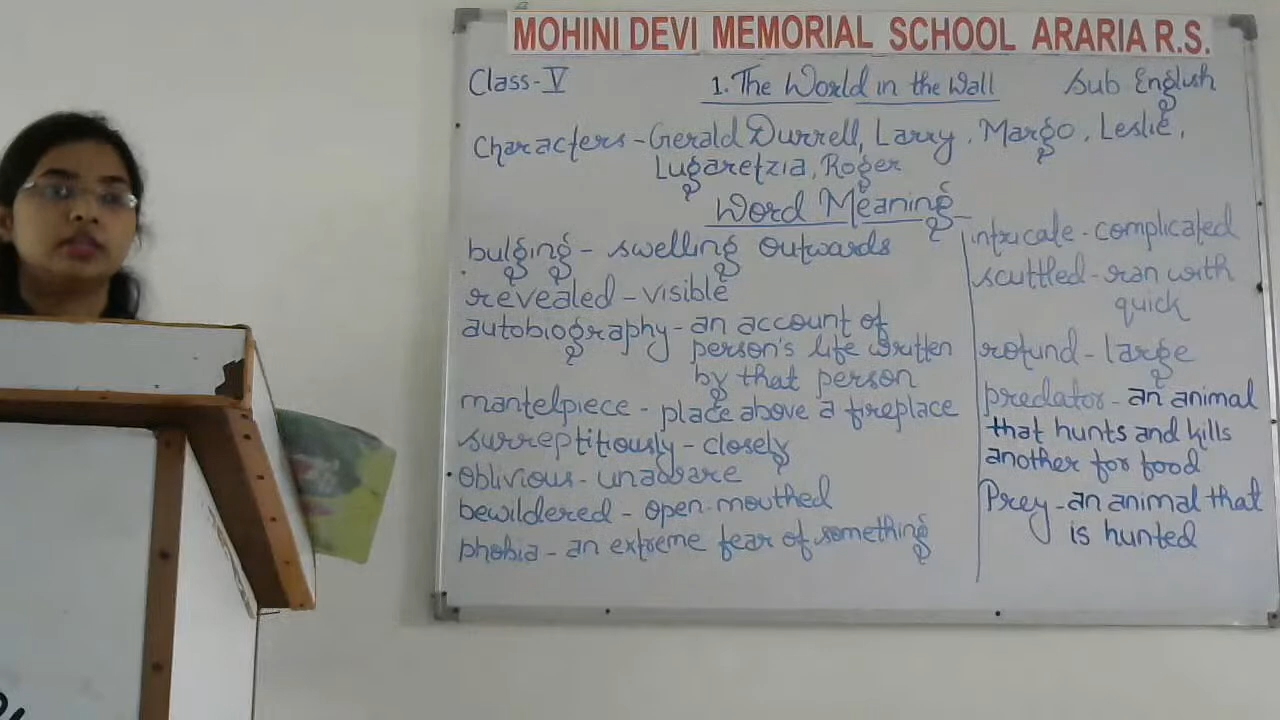 MOHINI DEVI MEMORIAL SCHOOL ARARIA R.S.
Class-V 1. The World in the Wall Sub English
Characters - Gerald Durrell, Larry, Margo, Leslie,
Lugaretzia, Roger
Word Meaning
bulging - swelling outwards
revealed - visible
autobiography - an account of
person's life written
by that person
mantelpiece - place above a fireplace
surreptitiously - closely
oblivious - unaware
bewildered - open-mouthed
phobia - an extreme fear of something
intricate - complicated
scuttled - ran with
quick
rotund - large
predator - an animal
that hunts and kills
another for food
Prey - an animal that
is hunted